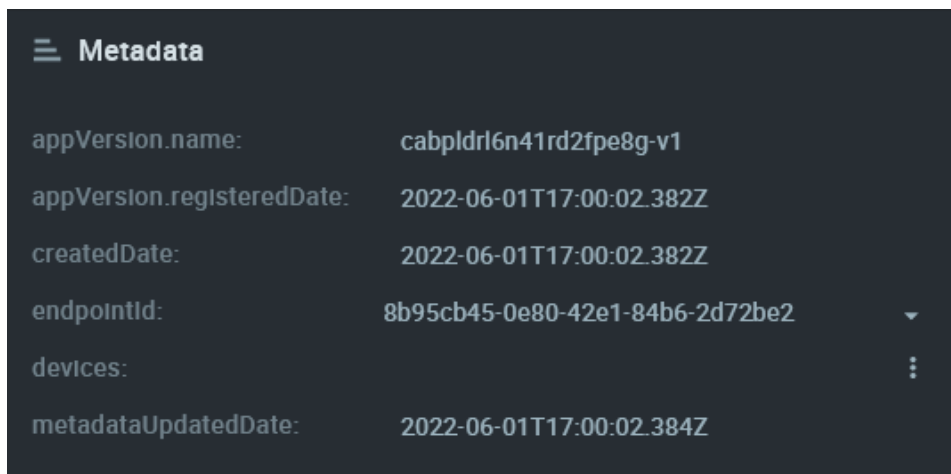 Metadata
appVersion.name: cabpldrl6n41rd2fpe8g-v1
appVersion.registeredDate: 2022-06-01T17:00:02.382Z
createdDate: 2022-06-01T17:00:02.382Z
endpointId: 8b95cb45-0e80-42e1-84b6-2d72be2
devices:
metadataUpdatedDate: 2022-06-01T17:00:02.384Z